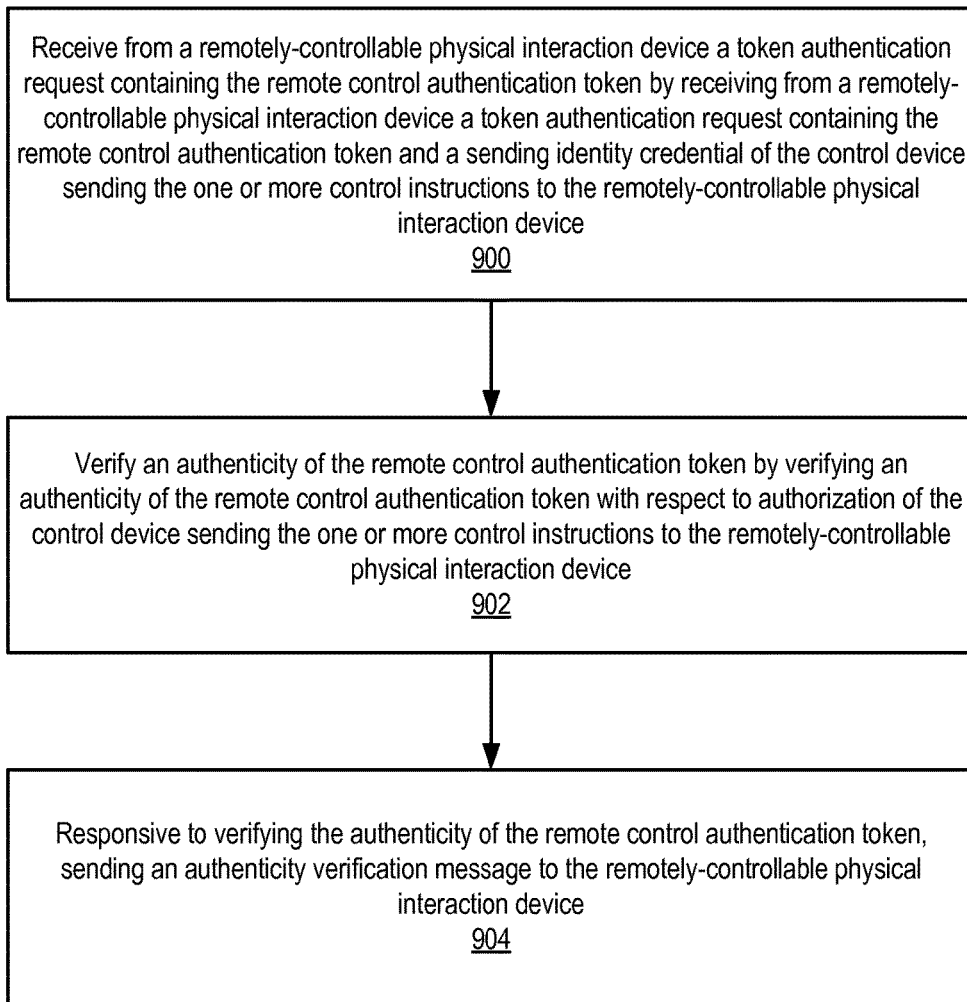 Receive from a remotely-controllable physical interaction device a token authentication
request containing the remote control authentication token by receiving from a remotely-
controllable physical interaction device a token authentication request containing the
remote control authentication token and a sending identity credential of the control device
sending the one or more control instructions to the remotely-controllable physical
interaction device
900
Verify an authenticity of the remote control authentication token by verifying an
authenticity of the remote control authentication token with respect to authorization of the
control device sending the one or more control instructions to the remotely-controllable
physical interaction device
902
Responsive to verifying the authenticity of the remote control authentication token,
sending an authenticity verification message to the remotely-controllable physical
interaction device
904